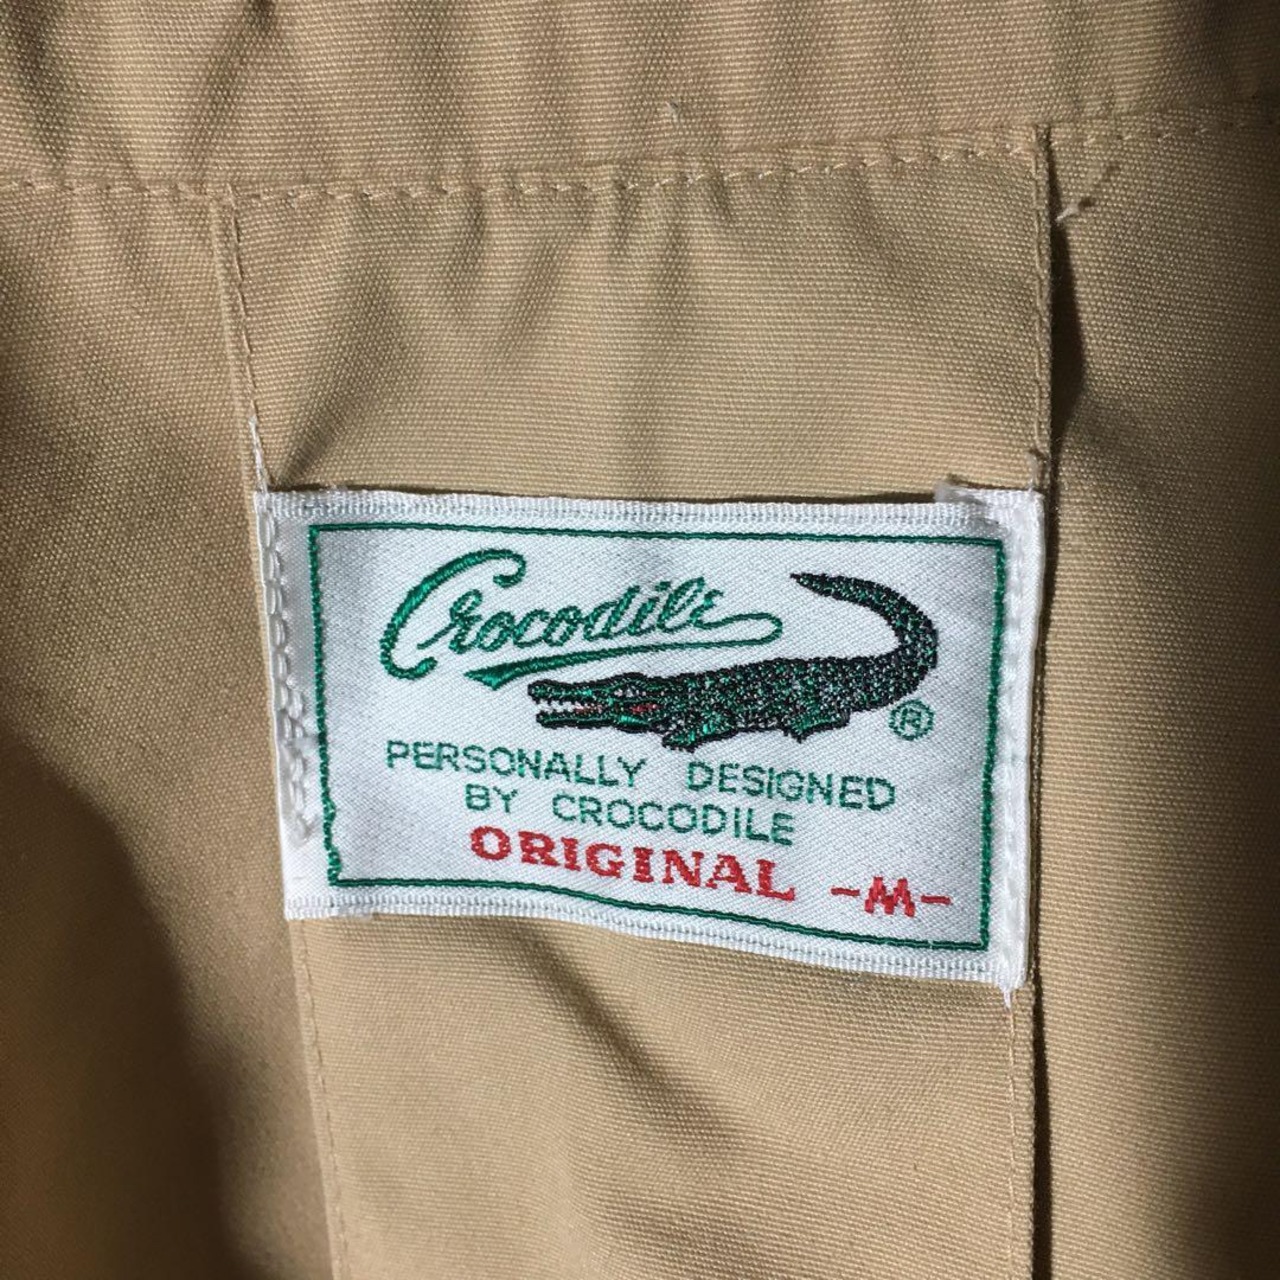 Crocodile
®
PERSONALLY DESIGNED
BY CROCODILE
ORIGINAL -M-